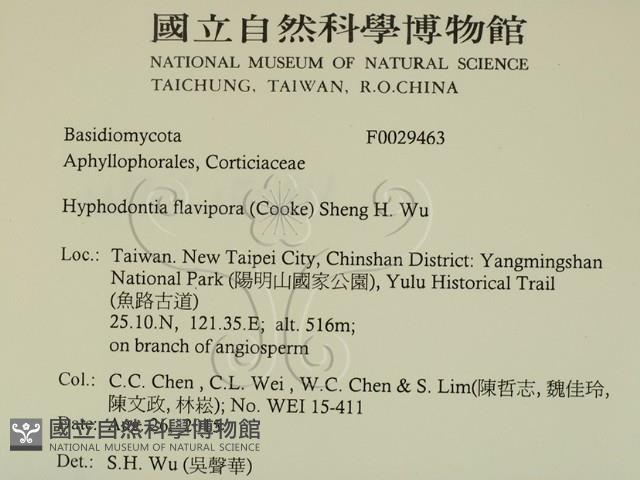 國立自然科學博物館
NATIONAL MUSEUM OF NATURAL SCIENCE
TAICHUNG, TAIWAN, R.O.CHINA
Basidiomycota F0029463
Aphyllophorales, Corticiaceae
Hyphodontia flavipora (Cooke) Sheng H. Wu
Loc.: Taiwan. New Taipei City, Chinshan District: Yangmingshan
National Park (陽明山國家公園), Yulu Historical Trail
(魚路古道)
25.10.N, 121.35.E; alt. 516m;
on branch of angiosperm
Col.: C.C. Chen , C.L. Wei , W.C. Chen & S. Lim(陳哲志, 魏佳玲,
陳文政, 林崧); No. WEI 15-411
Date:
國立自然科學博物館
NATIONAL MUSEUM OF NATURAL SCIENCE
Det.: S.H. Wu (吳聲華)